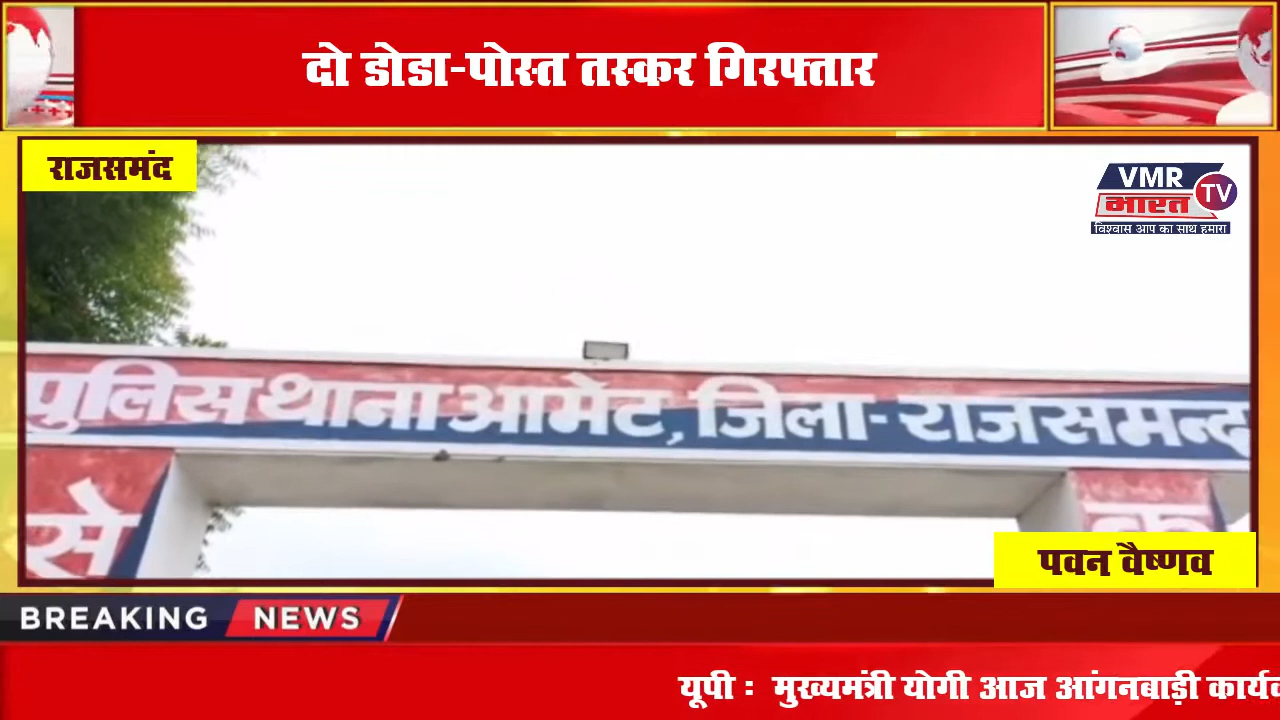 दो डोडा-पोस्त तस्कर गिरफ्तार
राजसमंद
VMR
TV
भारत
विश्वास आप का साथ हमारा
पुलिस थाना आमेट, जिला- राजसमन्द
से
पवन वैष्णव
BREAKING NEWS
यूपी : मुख्यमंत्री योगी आज आंगनबाड़ी